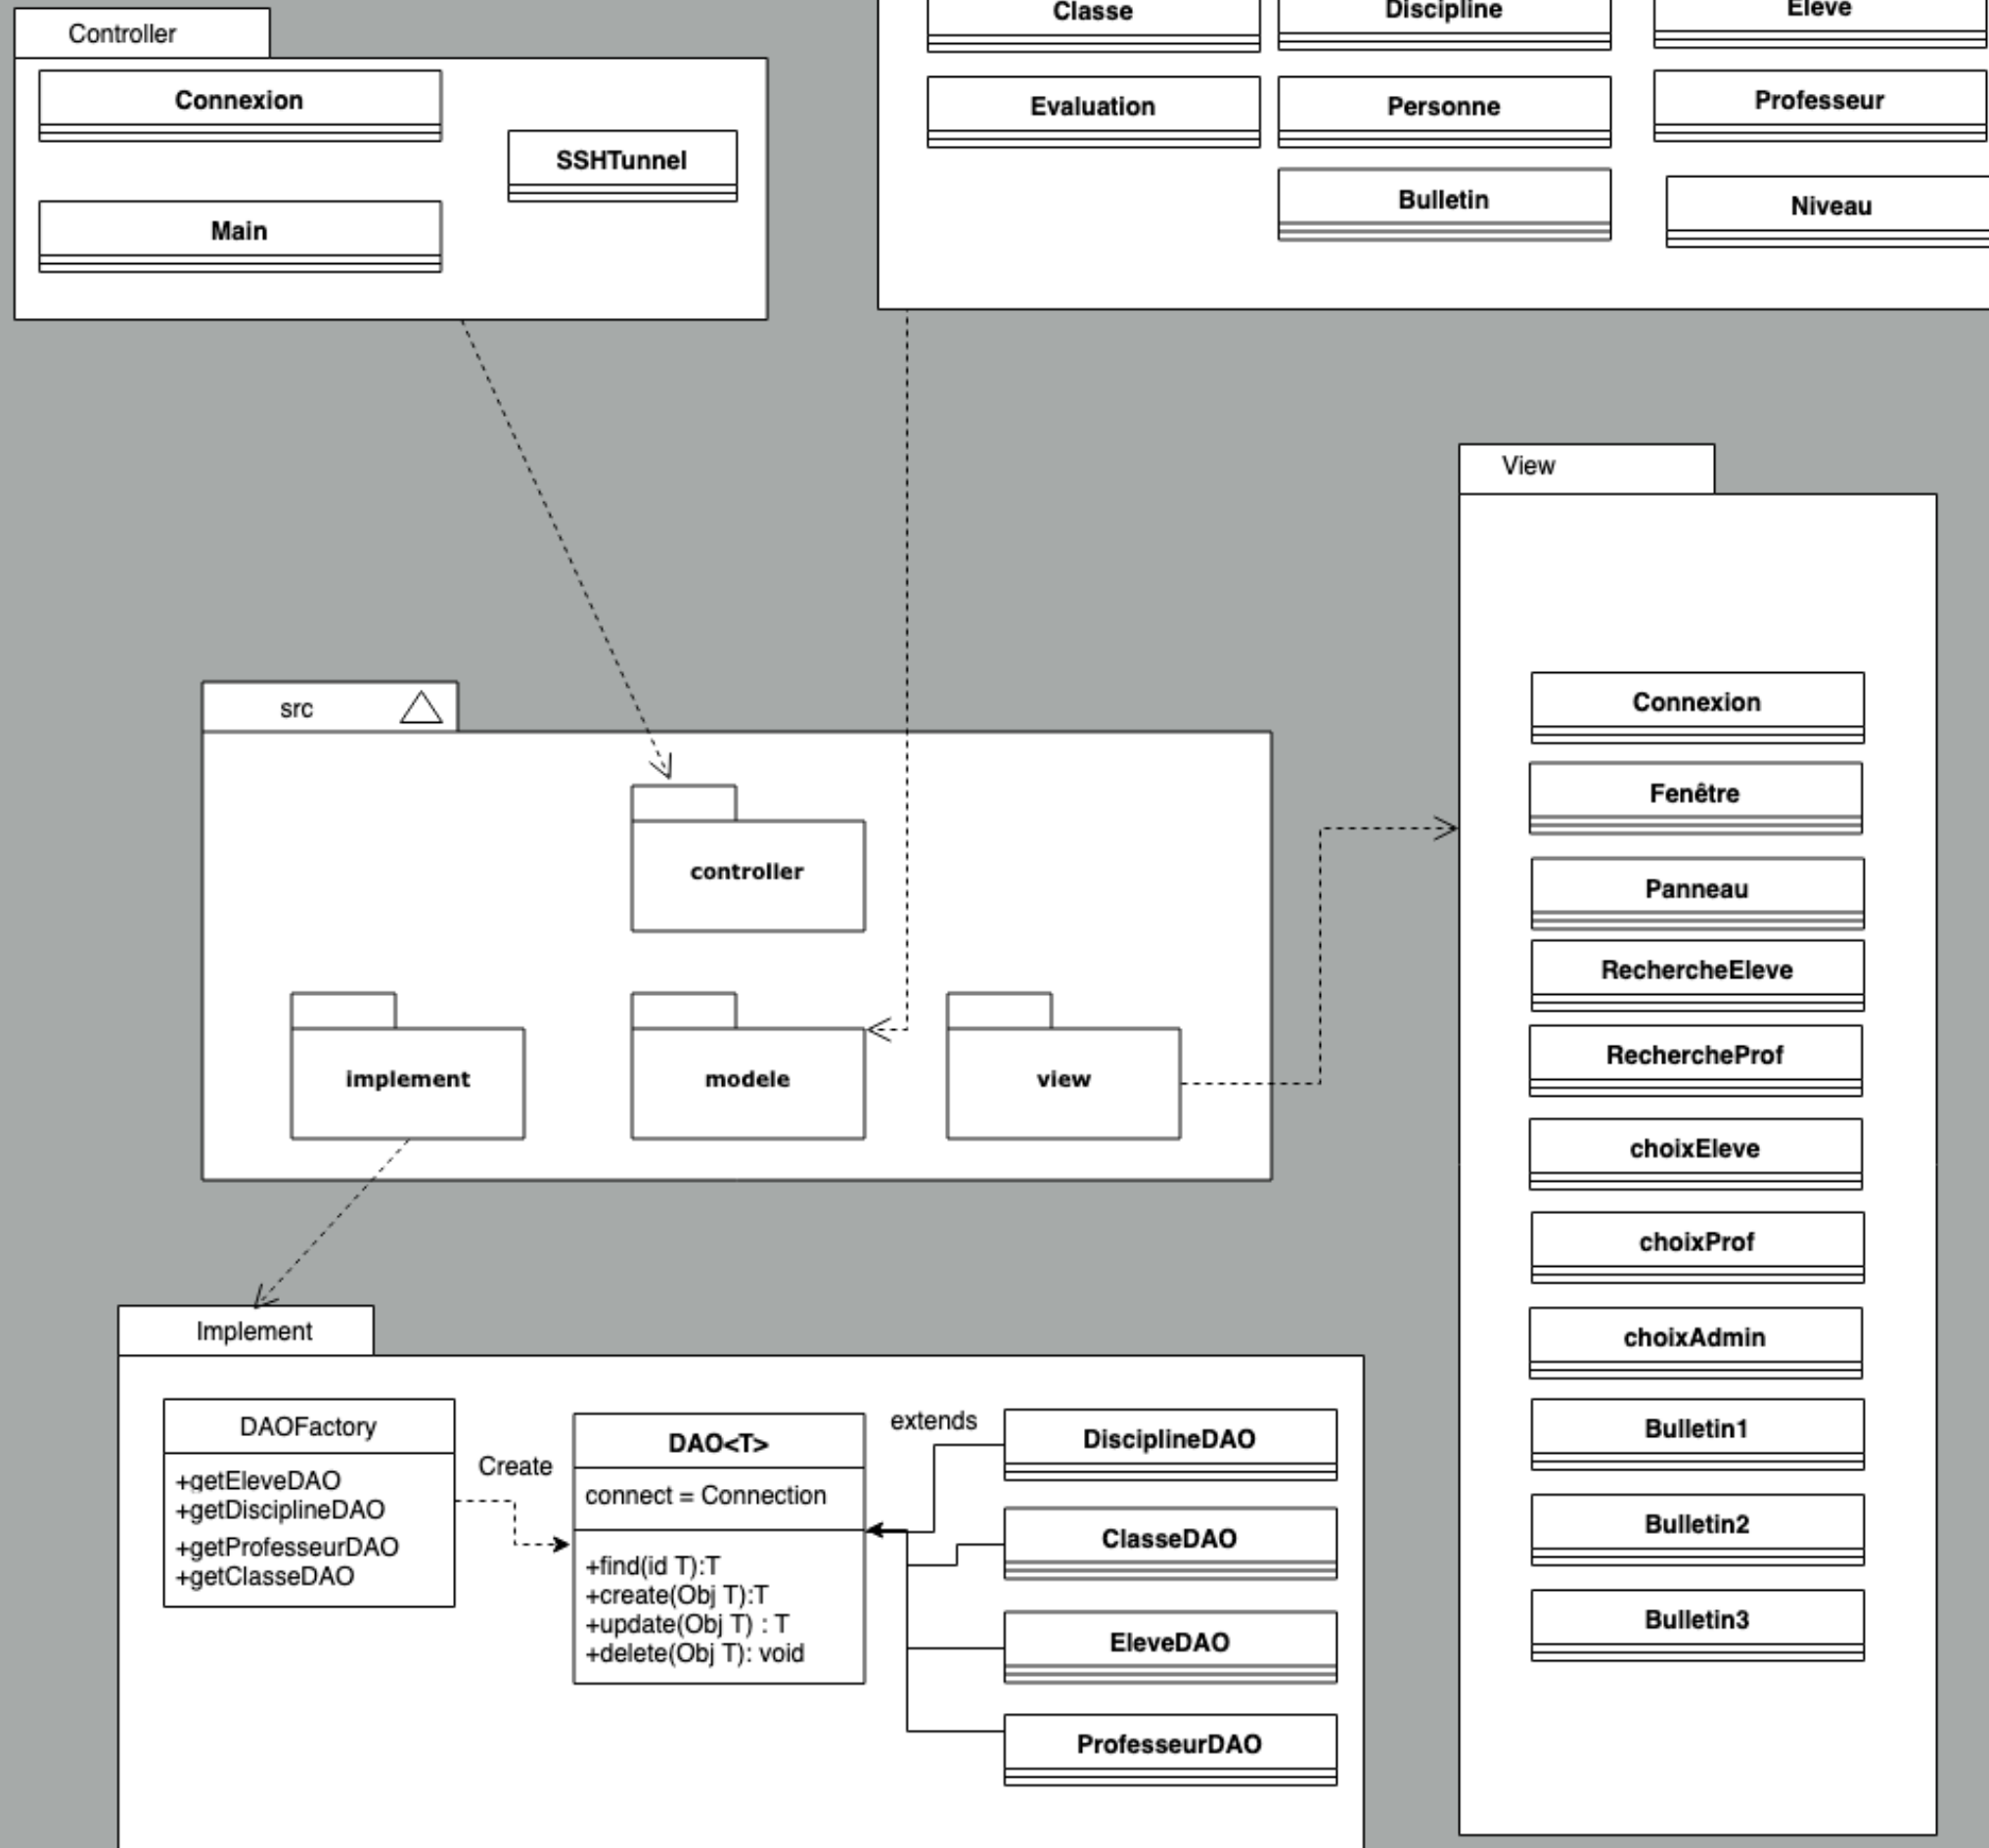 Controller
Connexion
SSHTunnel
Main
Classe
Discipline
Eleve
Evaluation
Personne
Professeur
Bulletin
Niveau
src
controller
implement
modele
view
View
Connexion
Fenêtre
Panneau
RechercheEleve
RechercheProf
choixEleve
choixProf
choixAdmin
Bulletin1
Bulletin2
Bulletin3
Implement
DAOFactory
+getEleveDAO
+getDisciplineDAO
+getProfesseurDAO
+getClasseDAO
Create
DAO<T>
connect = Connection
+find(id T):T
+create(Obj T):T
+update(Obj T) : T
+delete(Obj T): void
extends
DisciplineDAO
ClasseDAO
EleveDAO
ProfesseurDAO